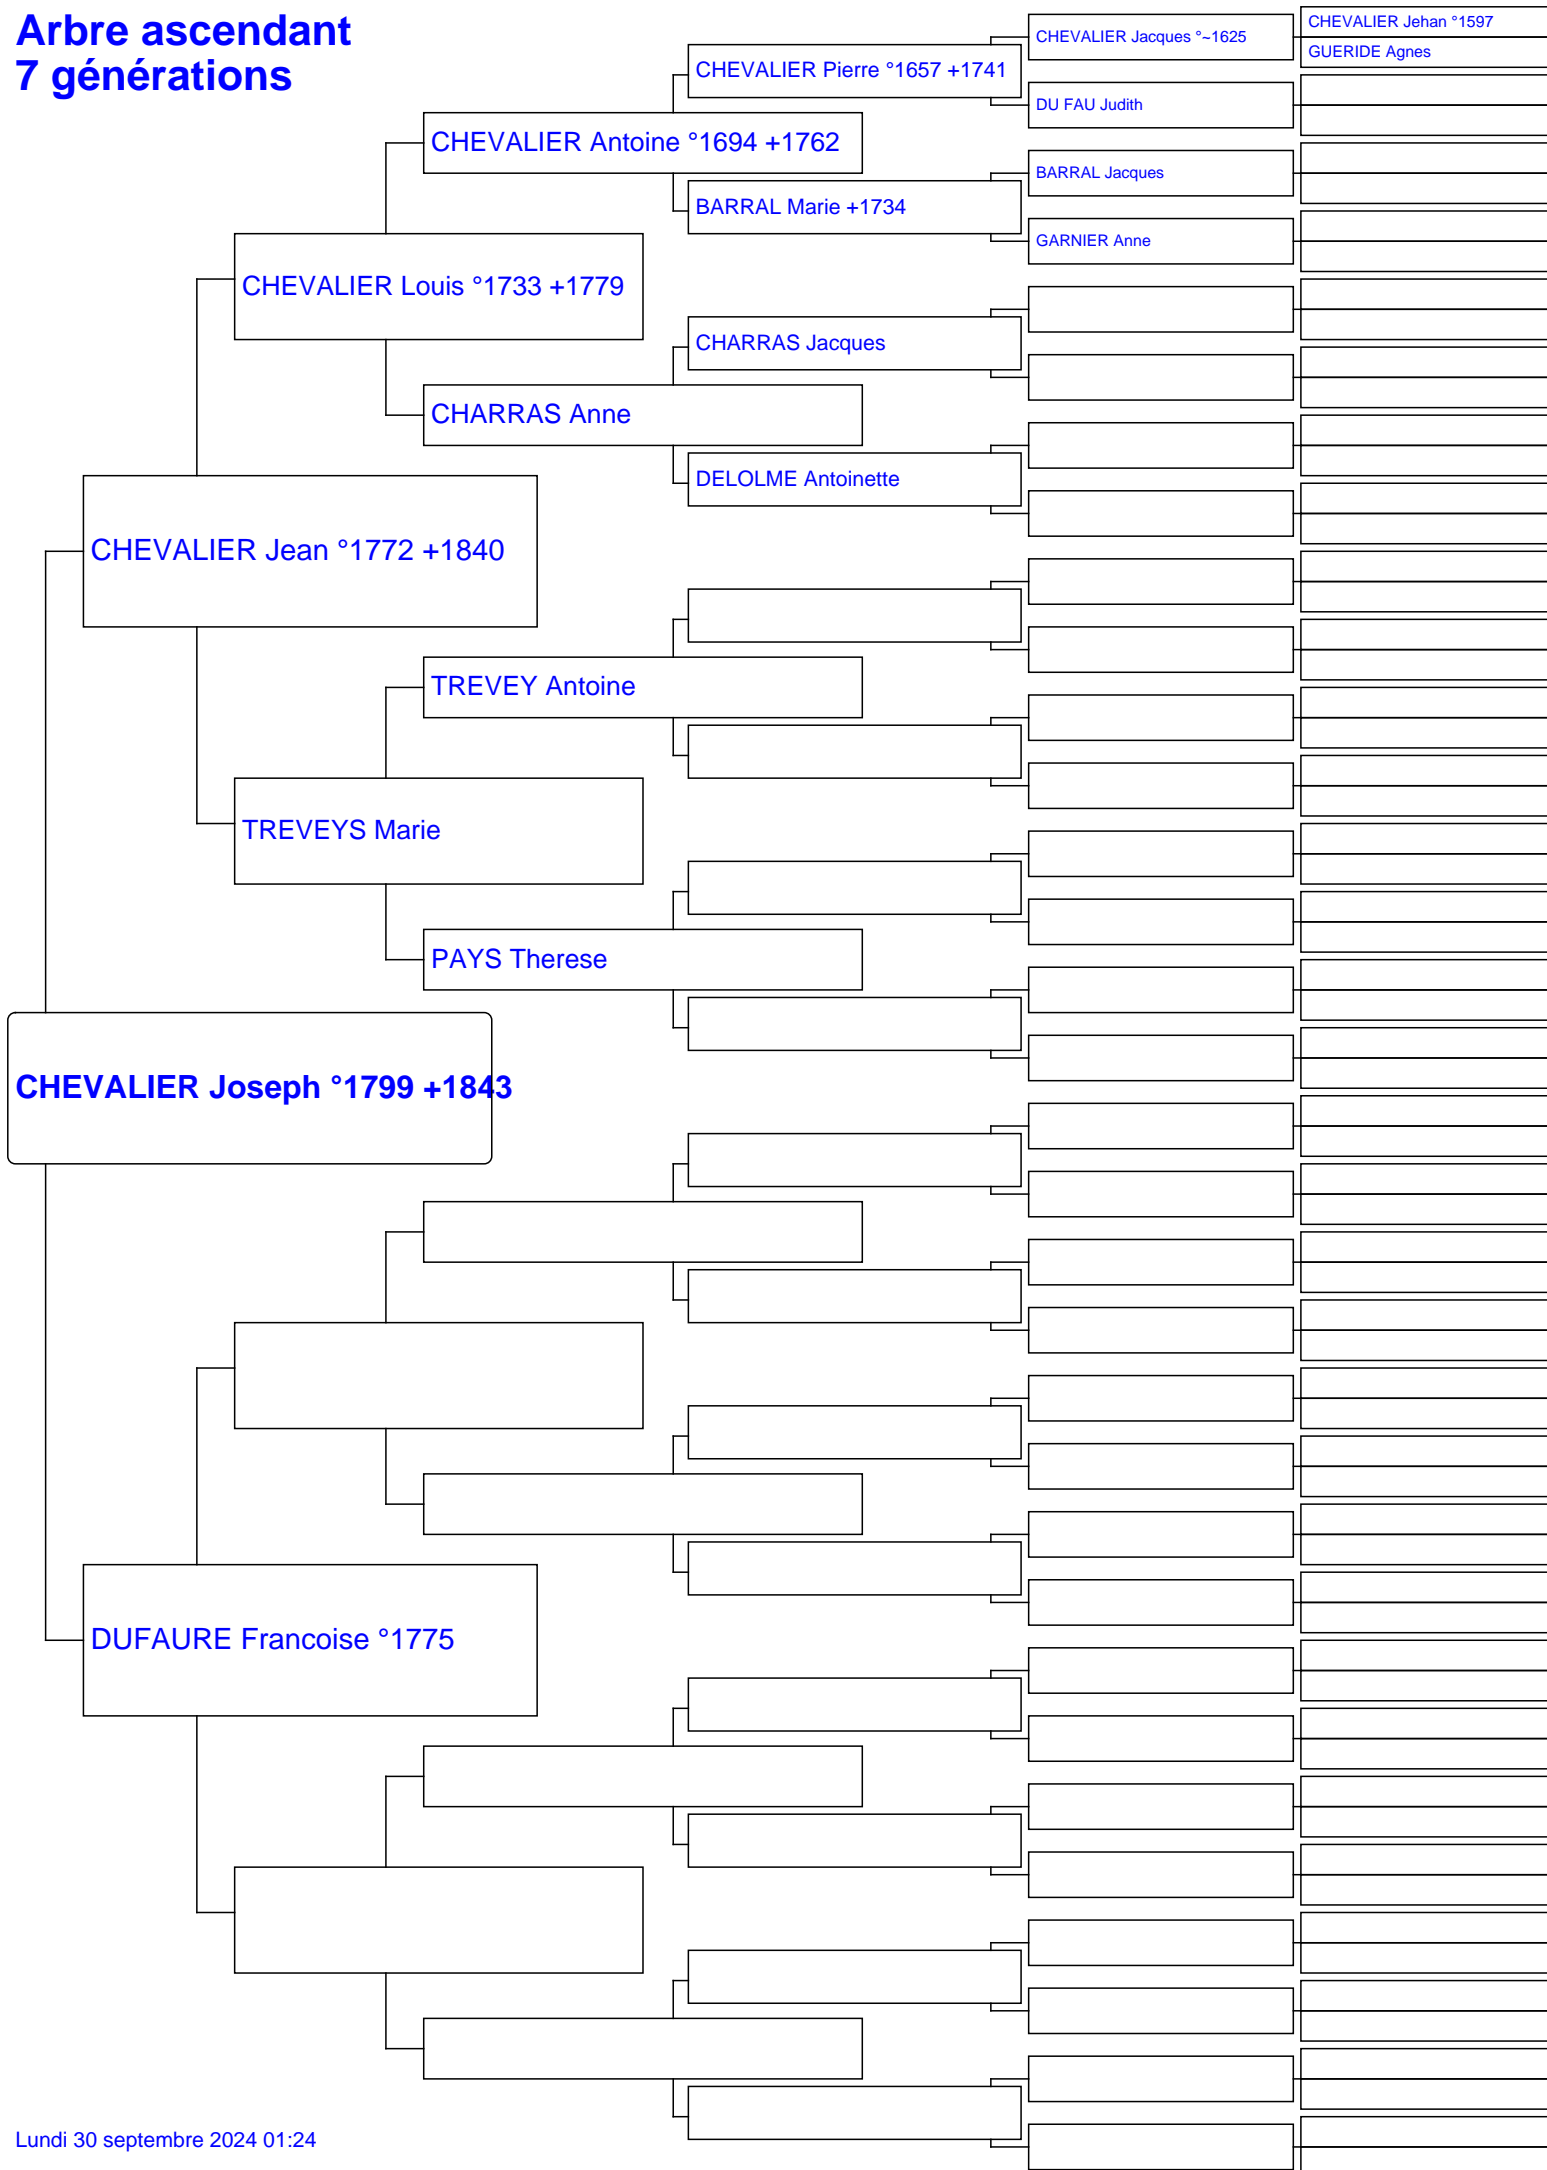 Arbre ascendant
7 générations
CHEVALIER Jehan °1597
GUERIDE Agnes
CHEVALIER Jacques °~1625
CHEVALIER Pierre °1657 +1741
DU FAU Judith
CHEVALIER Antoine °1694 +1762
BARRAL Jacques
BARRAL Marie +1734
GARNIER Anne
CHEVALIER Louis °1733 +1779
CHARRAS Jacques
CHARRAS Anne
DELOLME Antoinette
CHEVALIER Jean °1772 +1840
TREVEY Antoine
TREVEYS Marie
PAYS Therese
CHEVALIER Joseph °1799 +1843
DUFAURE Francoise °1775
Lundi 30 septembre 2024 01:24